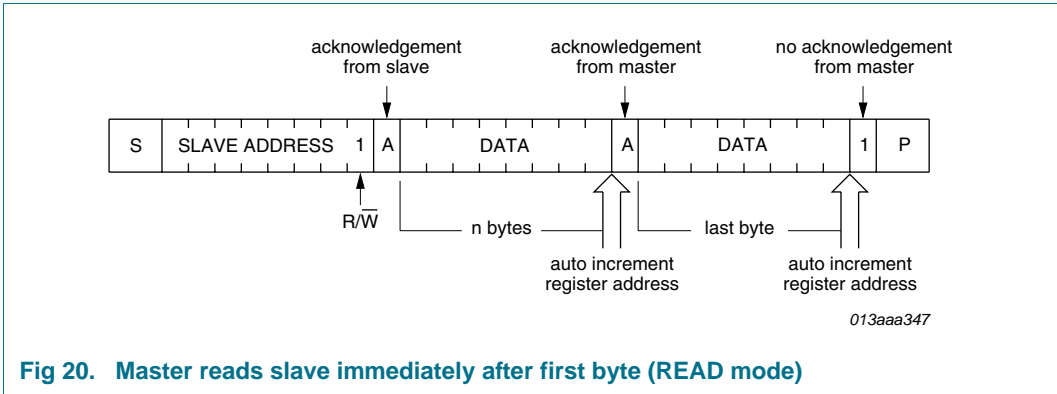 acknowledgement
from slave
acknowledgement
from master
no acknowledgement
from master
S SLAVE ADDRESS 1 A DATA A DATA 1 P
R/W̅
n bytes
last byte
auto increment
register address
auto increment
register address
013aaa347
Fig 20. Master reads slave immediately after first byte (READ mode)